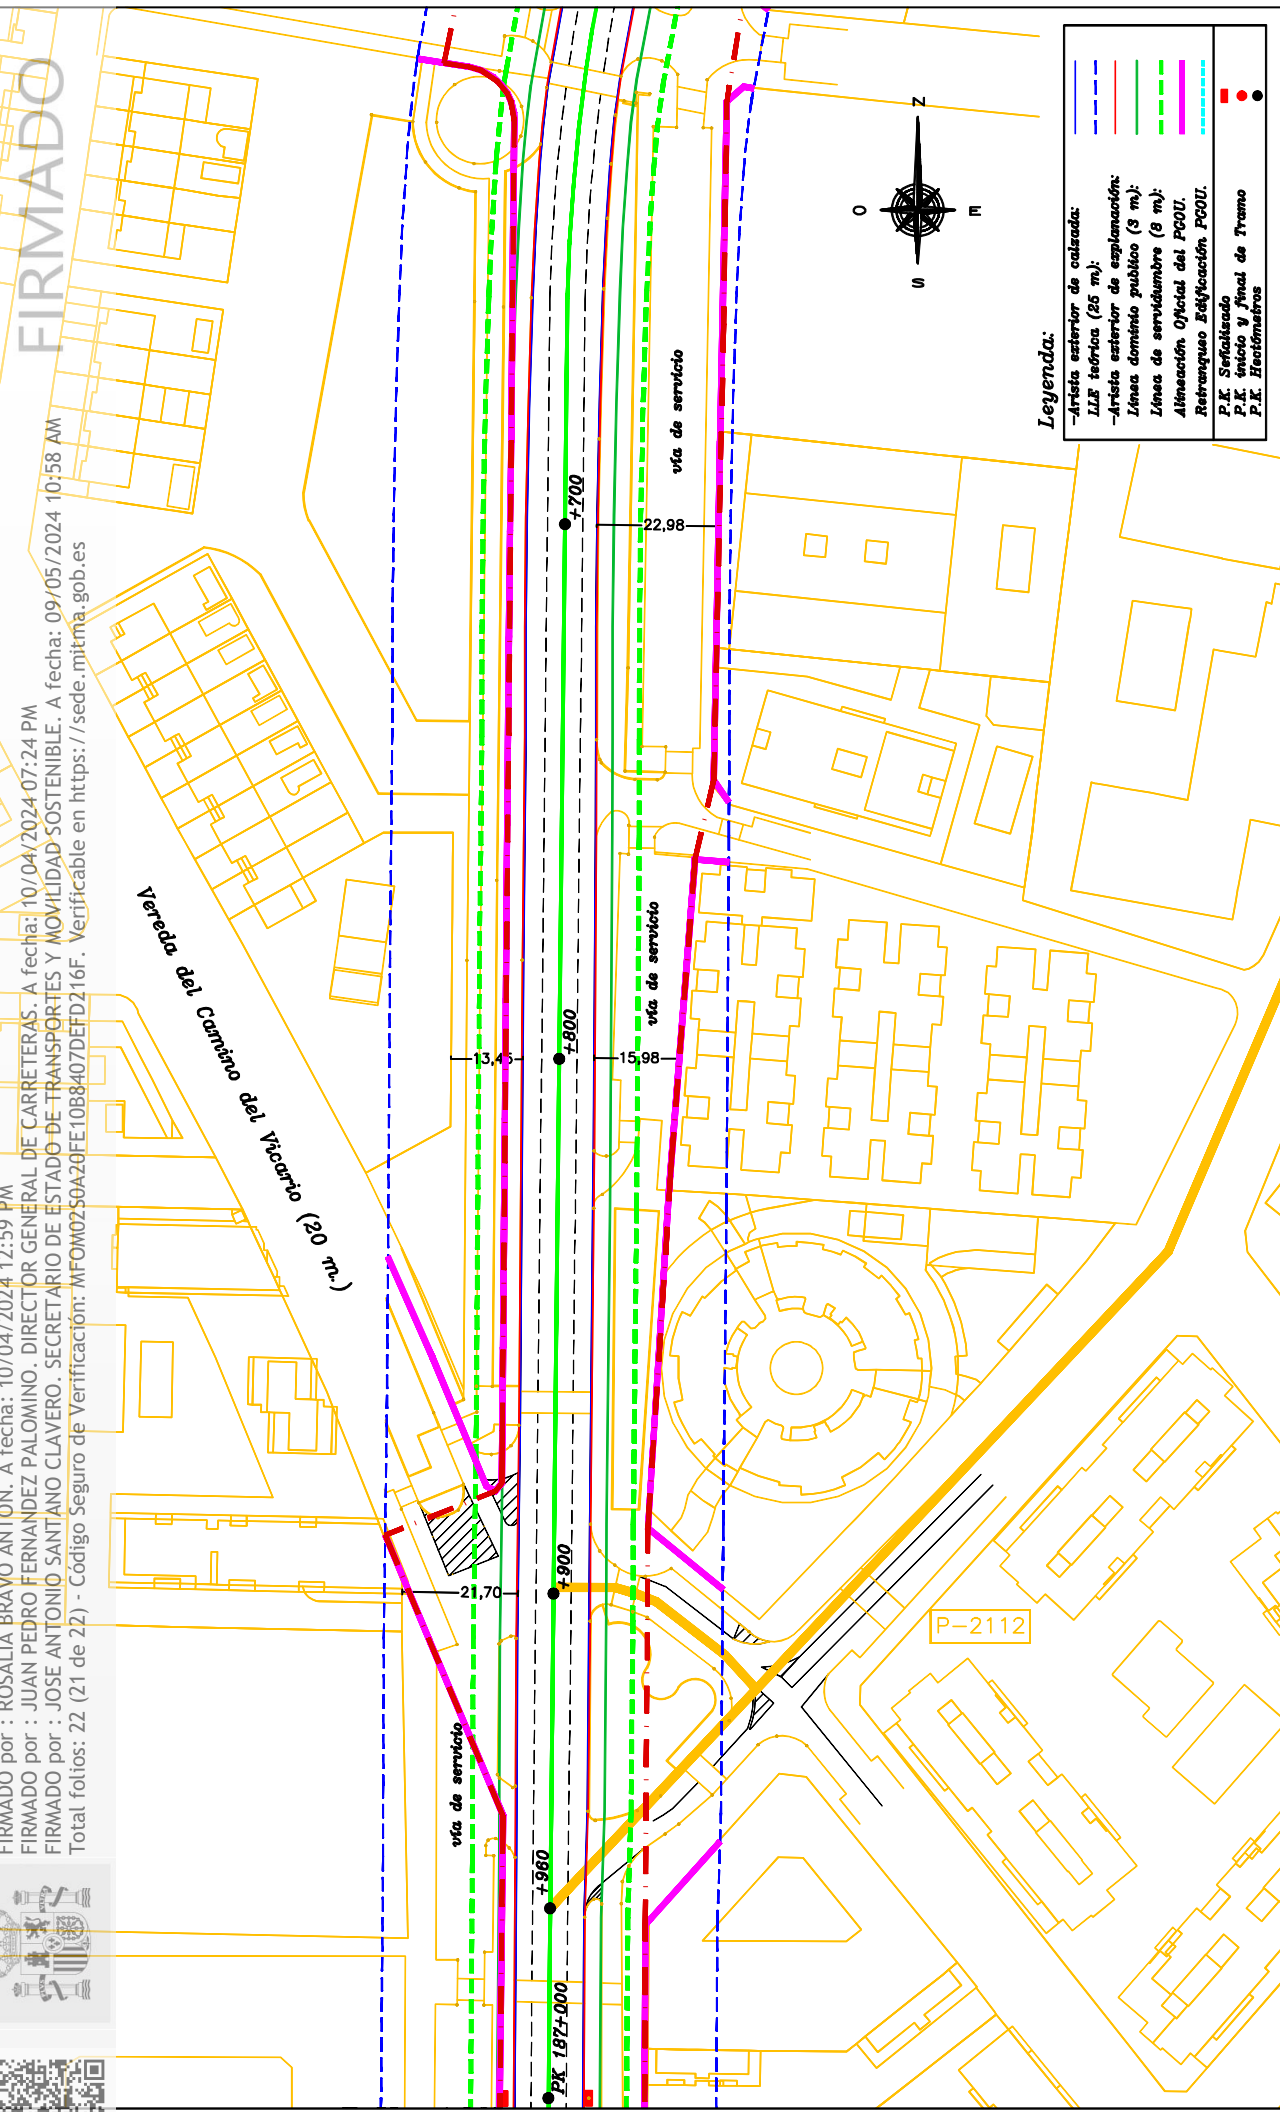 FIRMADO
FIRMADO por : ROSALIA BRAVO ANTON. A fecha: 10/04/2024 12:59 PM
FIRMADO por : JUAN PEDRO FERNANDEZ PALOMINO. DIRECTOR GENERAL DE CARRETERAS. A fecha: 10/04/2024 07:24 PM
FIRMADO por : JOSE ANTONIO SANTANO CLAVERO. SECRETARIO DE ESTADO DE TRANSPORTES Y MOVILIDAD SOSTENIBLE. A fecha: 09/05/2024 10:58 AM
Total folios: 22 (21 de 22) - Código Seguro de Verificación: MFOM02S0A20FE10B8407DEFD216F. Verificable en https://sede.mitma.gob.es
Vereda del Camino del Vicario (20 m.)
vía de servicio
21,70
13,45
PK 187+000
+960
+900
+800
+700
15,98
22,98
vía de servicio
vía de servicio
P-2112
N
O
E
S
Leyenda:
-Arista exterior de calzada:
LLE teórica (25 m):
-Arista exterior de explanación:
Línea dominio publico (3 m):
Línea de servidumbre (8 m):
Alineación Oficial del PGOU.
Retranqueo Edificación PGOU.
P.K. Señalizado
P.K. inicio y final de Tramo
P.K. Hectómetros